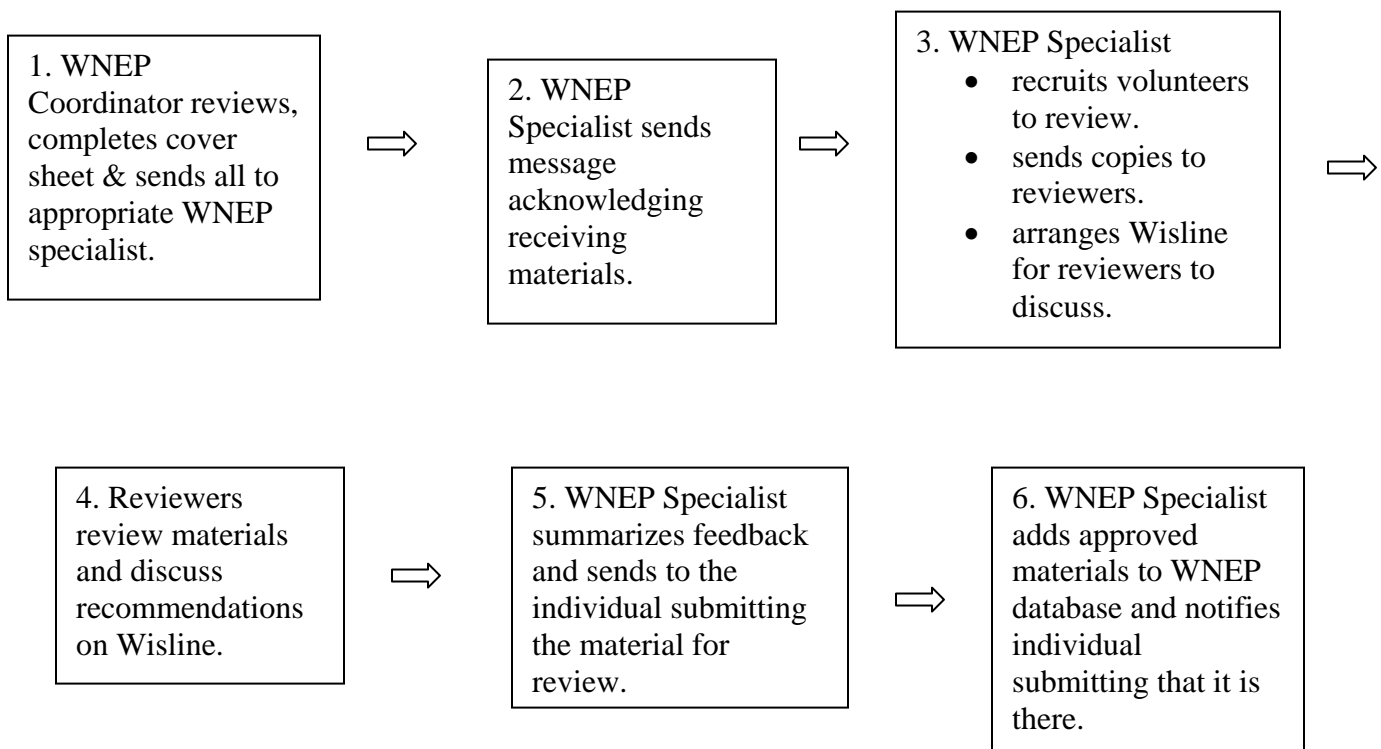 1. WNEP
Coordinator reviews,
completes cover
sheet & sends all to
appropriate WNEP
specialist.
2. WNEP
Specialist sends
message
acknowledging
receiving
materials.
3. WNEP Specialist
• recruits volunteers
to review.
• sends copies to
reviewers.
• arranges Wisline
for reviewers to
discuss.
4. Reviewers
review materials
and discuss
recommendations
on Wisline.
5. WNEP Specialist
summarizes feedback
and sends to the
individual submitting
the material for
review.
6. WNEP Specialist
adds approved
materials to WNEP
database and notifies
individual
submitting that it is
there.